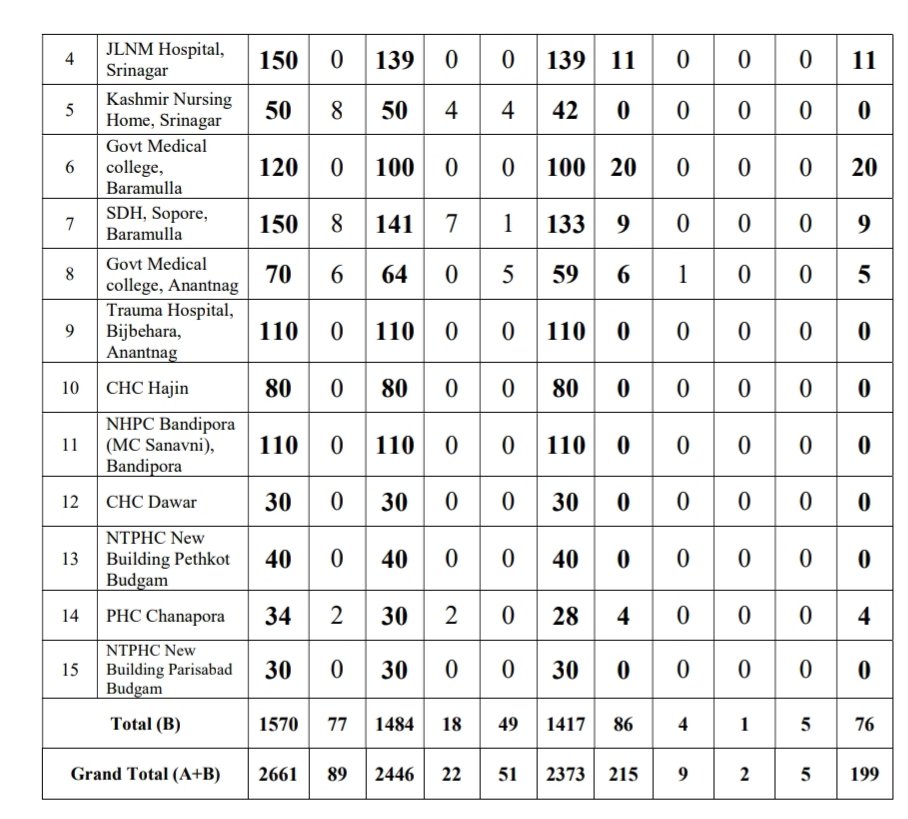 4 JLNM Hospital, Srinagar 150 0 139 0 0 139 11 0 0 0 11
5 Kashmir Nursing Home, Srinagar 50 8 50 4 4 42 0 0 0 0 0
6 Govt Medical college, Baramulla 120 0 100 0 0 100 20 0 0 0 20
7 SDH, Sopore, Baramulla 150 8 141 7 1 133 9 0 0 0 9
8 Govt Medical college, Anantnag 70 6 64 0 5 59 6 1 0 0 5
9 Trauma Hospital, Bijbehara, Anantnag 110 0 110 0 0 110 0 0 0 0 0
10 CHC Hajin 80 0 80 0 0 80 0 0 0 0 0
11 NHPC Bandipora (MC Sanavni), Bandipora 110 0 110 0 0 110 0 0 0 0 0
12 CHC Dawar 30 0 30 0 0 30 0 0 0 0 0
13 NTPHC New Building Pethkot Budgam 40 0 40 0 0 40 0 0 0 0 0
14 PHC Chanapora 34 2 30 2 0 28 4 0 0 0 4
15 NTPHC New Building Parisabad Budgam 30 0 30 0 0 30 0 0 0 0 0
Total (B) 1570 77 1484 18 49 1417 86 4 1 5 76
Grand Total (A+B) 2661 89 2446 22 51 2373 215 9 2 5 199